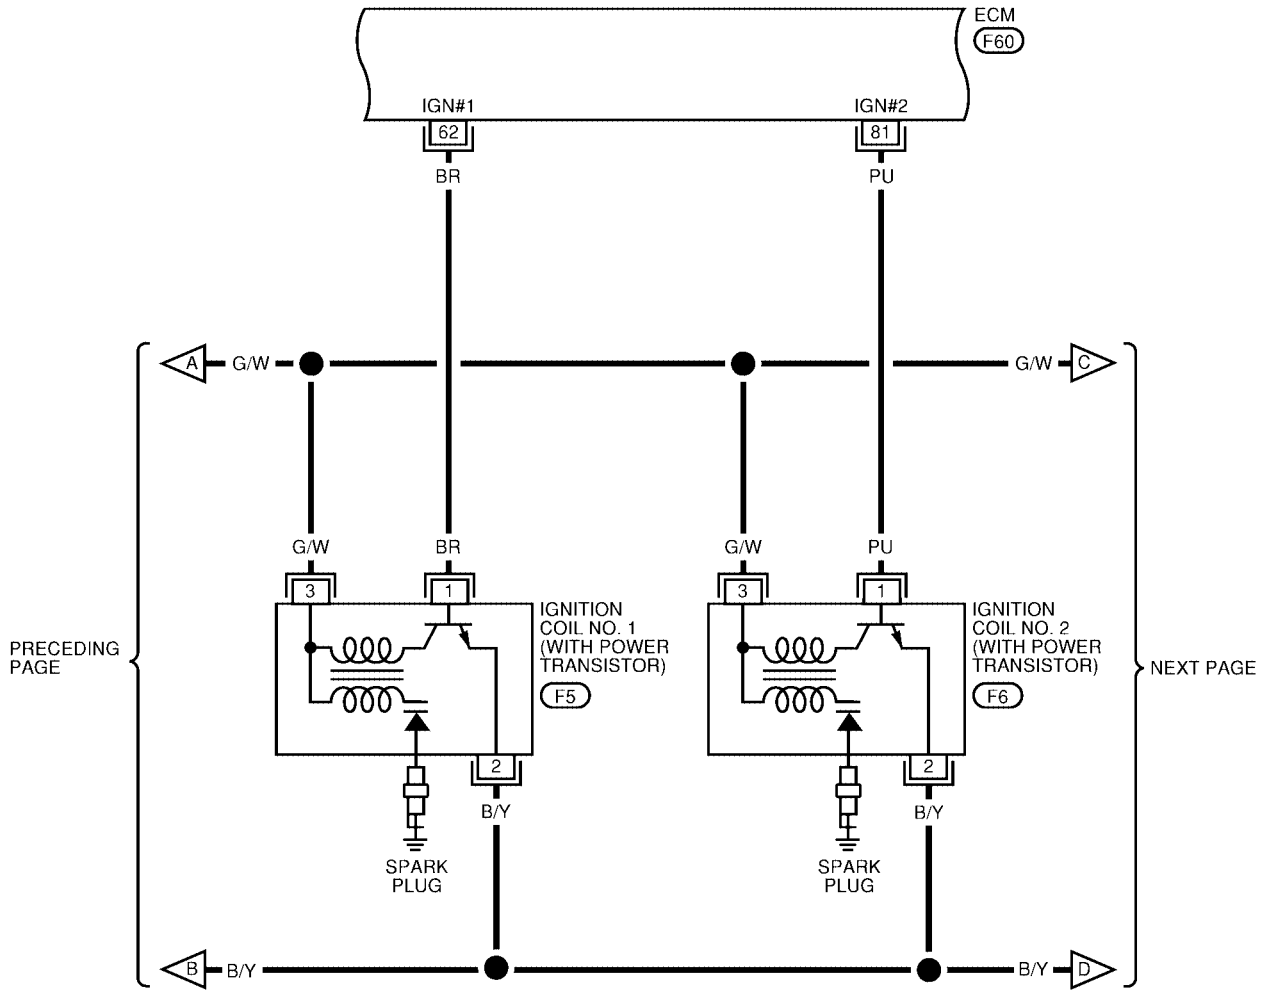 ECM
F60
IGN#1
IGN#2
62
81
BR
PU
A
G/W
G/W
C
G/W
BR
G/W
PU
3
1
3
1
IGNITION
COIL NO. 1
(WITH POWER
TRANSISTOR)
F5
IGNITION
COIL NO. 2
(WITH POWER
TRANSISTOR)
F6
PRECEDING
PAGE
NEXT PAGE
2
2
B/Y
B/Y
SPARK
PLUG
SPARK
PLUG
B
B/Y
B/Y
D